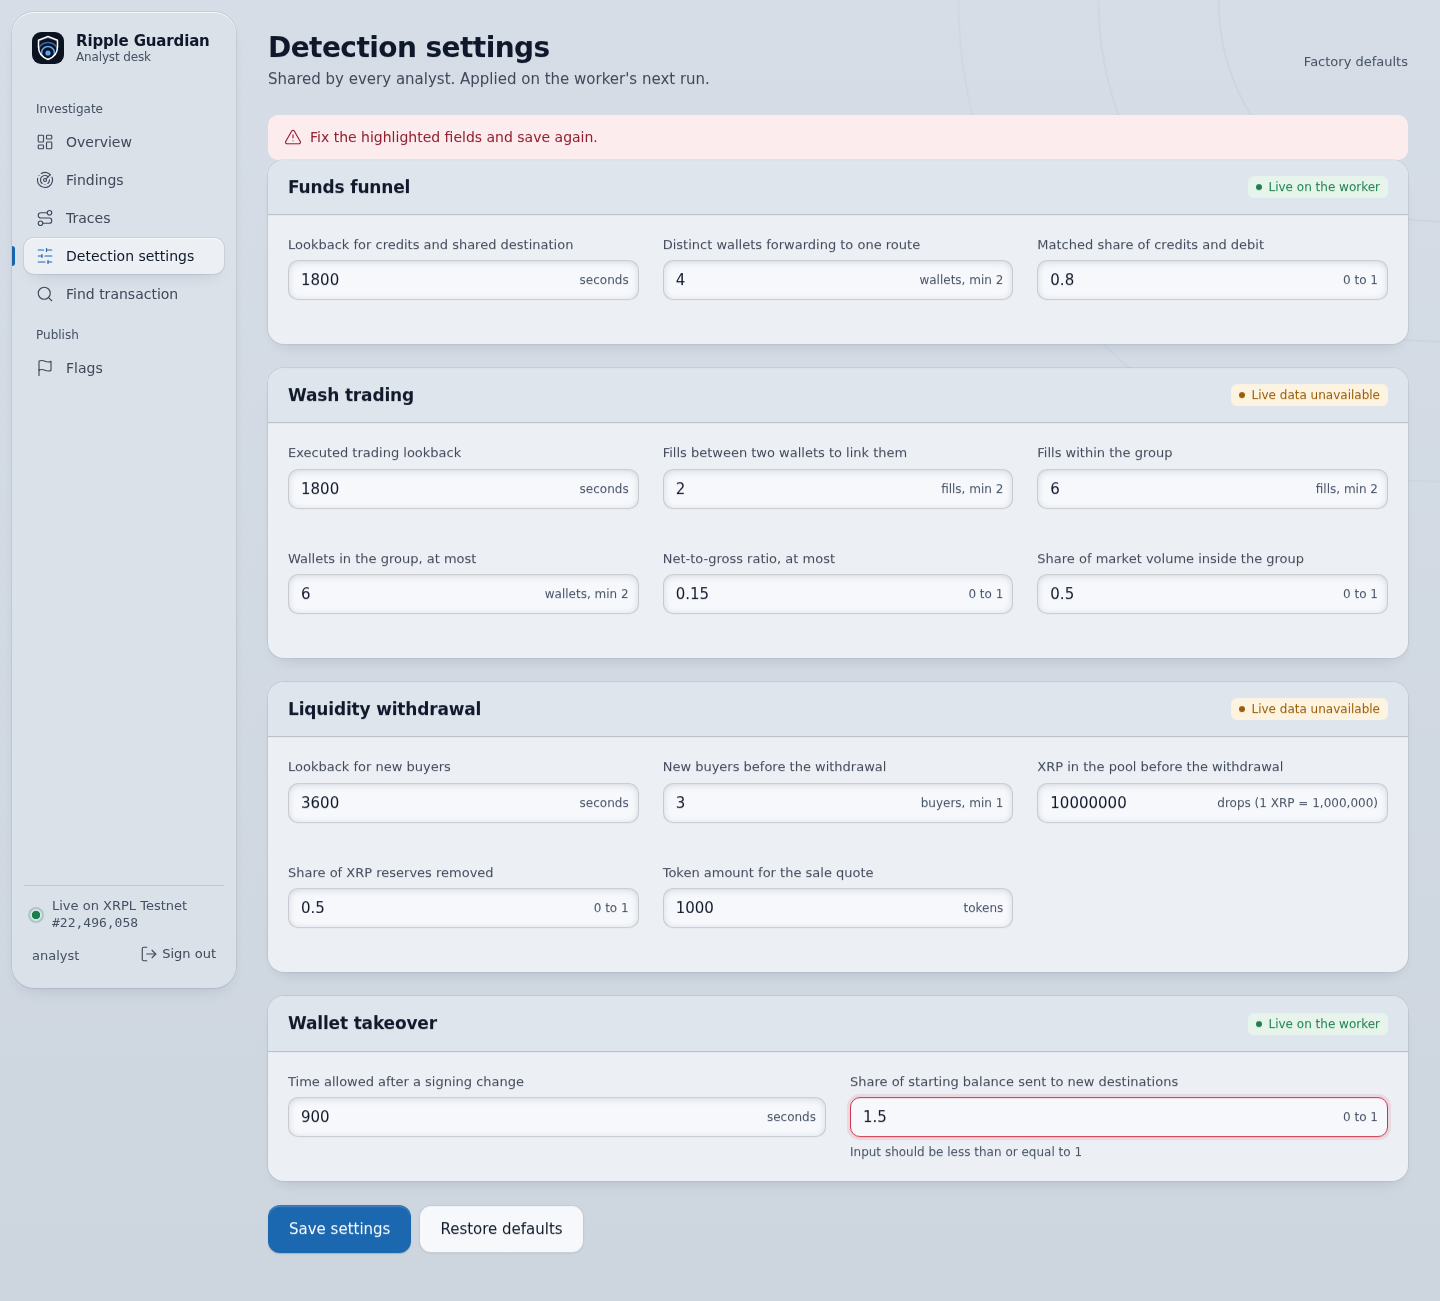 Ripple Guardian
Analyst desk
Investigate
Overview
Findings
Traces
Detection settings
Find transaction
Publish
Flags
Live on XRPL Testnet
#22,496,058
analyst
Sign out
Detection settings
Shared by every analyst. Applied on the worker's next run.
Factory defaults
Fix the highlighted fields and save again.
Funds funnel
Live on the worker
Lookback for credits and shared destination
1800 seconds
Distinct wallets forwarding to one route
4 wallets, min 2
Matched share of credits and debit
0.8 0 to 1
Wash trading
Live data unavailable
Executed trading lookback
1800 seconds
Fills between two wallets to link them
2 fills, min 2
Fills within the group
6 fills, min 2
Wallets in the group, at most
6 wallets, min 2
Net-to-gross ratio, at most
0.15 0 to 1
Share of market volume inside the group
0.5 0 to 1
Liquidity withdrawal
Live data unavailable
Lookback for new buyers
3600 seconds
New buyers before the withdrawal
3 buyers, min 1
XRP in the pool before the withdrawal
10000000 drops (1 XRP = 1,000,000)
Share of XRP reserves removed
0.5 0 to 1
Token amount for the sale quote
1000 tokens
Wallet takeover
Live on the worker
Time allowed after a signing change
900 seconds
Share of starting balance sent to new destinations
1.5 0 to 1
Input should be less than or equal to 1
Save settings
Restore defaults